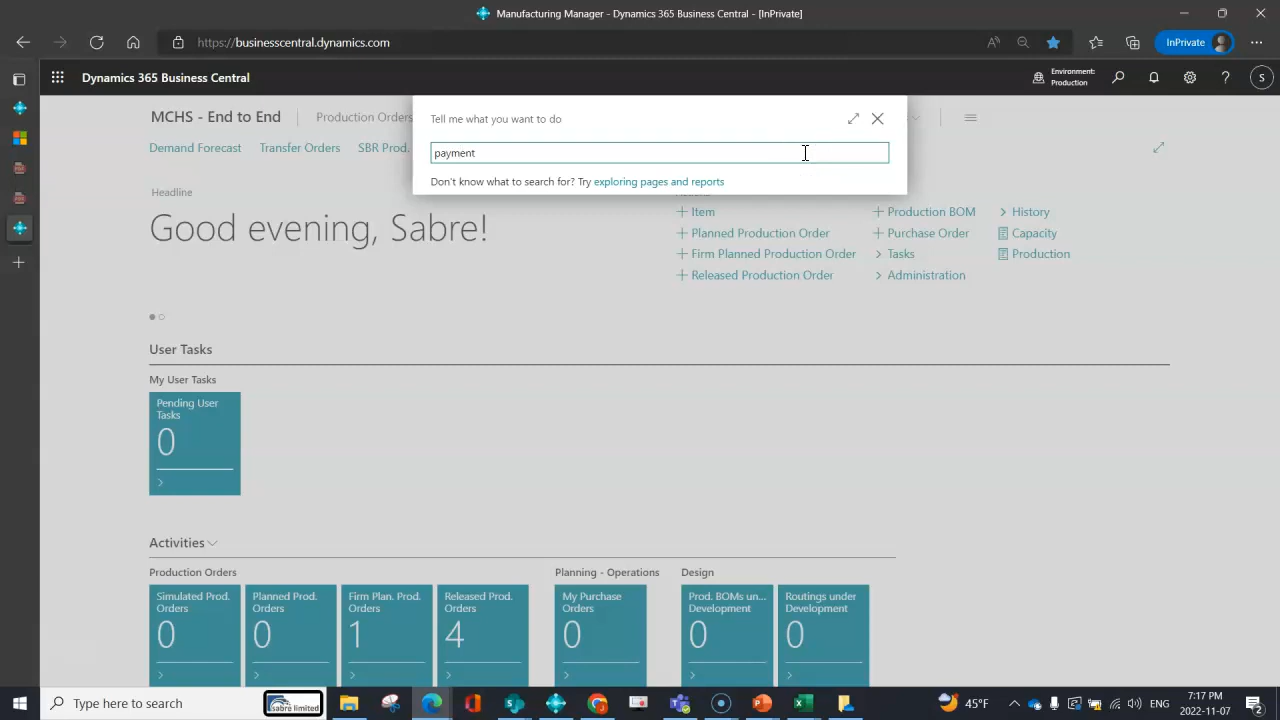 Manufacturing Manager - Dynamics 365 Business Central - [InPrivate]
https://businesscentral.dynamics.com
InPrivate
Dynamics 365 Business Central
Environment:
Production
S
MCHS - End to End
Production Orders
Demand Forecast
Transfer Orders
SBR Prod.
Tell me what you want to do
payment
Don't know what to search for? Try exploring pages and reports
Headline
Good evening, Sabre!
+ Item
+ Planned Production Order
+ Firm Planned Production Order
+ Released Production Order
+ Production BOM
+ Purchase Order
> Tasks
> Administration
> History
Capacity
Production
User Tasks
My User Tasks
Pending User
Tasks
0
Activities
Production Orders
Planning - Operations
Design
Simulated Prod.
Orders
0
Planned Prod.
Orders
0
Firm Plan. Prod.
Orders
1
Released Prod.
Orders
4
My Purchase
Orders
0
Prod. BOMs un...
Development
0
Routings under
Development
0
Type here to search
sabre limited
45°F
ENG
7:17 PM
2022-11-07
2